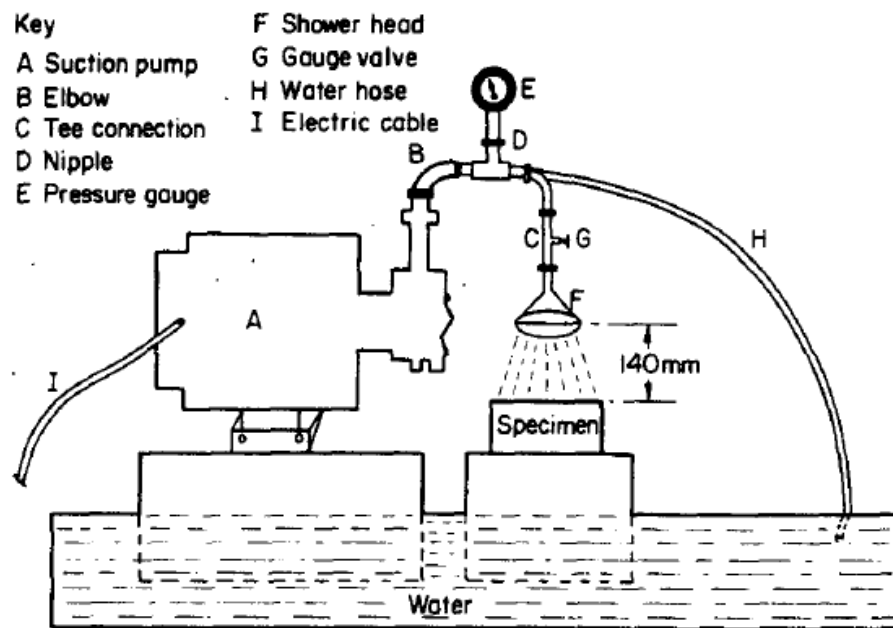 Key
A Suction pump
B Elbow
C Tee connection
D Nipple
E Pressure gauge
F Shower head
G Gauge valve
H Water hose
I Electric cable
E
D
B
C
G
H
F
A
I
140mm
Specimen
Water